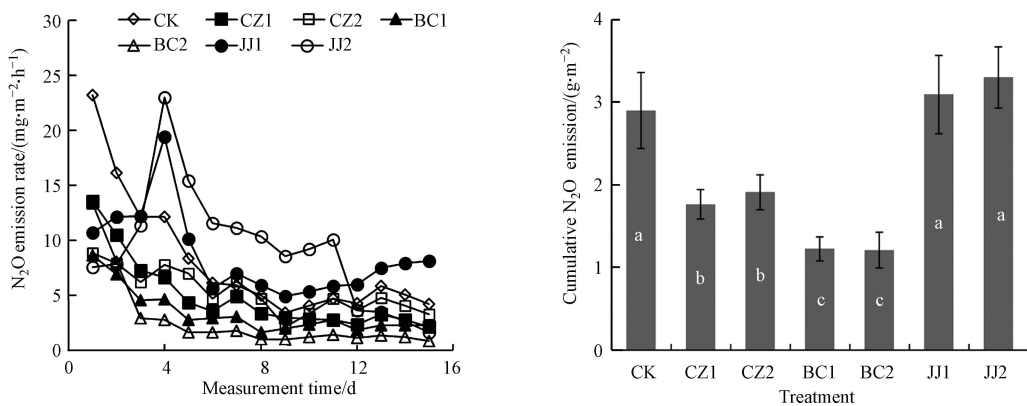 N₂O emission rate/(mg·m⁻²·h⁻¹)
30
25
20
15
10
5
0
CK CZ1 CZ2 BC1
BC2 JJ1 JJ2
0 4 8 12 16
Measurement time/d
Cumulative N₂O emission/(g·m⁻²)
4
3
2
1
0
a b b c c a a
CK CZ1 CZ2 BC1 BC2 JJ1 JJ2
Treatment